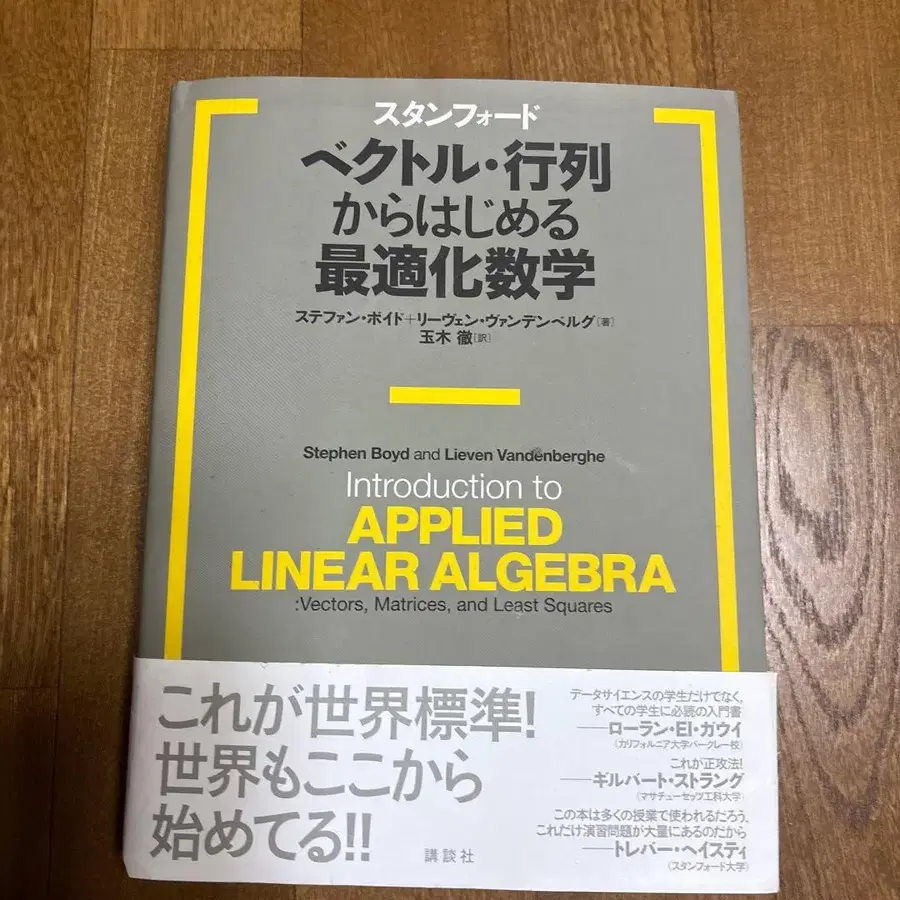 スタンフォード
ベクトル・行列
からはじめる
最適化数学
ステファン・ボイド+リーヴェン・ヴァンデンベルグ[著]
玉木 徹[訳]
Stephen Boyd and Lieven Vandenberghe
Introduction to
APPLIED
LINEAR ALGEBRA
:Vectors, Matrices, and Least Squares
これが世界標準!
世界もここから
始めてる!!
データサイエンスの学生だけでなく、
すべての学生に必読の入門書
——ローラン・El・ガウイ
(カリフォルニア大学バークレー校)
これが正攻法!
——ギルバート・ストラング
(マサチューセッツ工科大学)
この本は多くの授業で使われるだろう、
これだけ演習問題が大量にあるのだから
——トレバー・ヘイスティ
(スタンフォード大学)
講談社